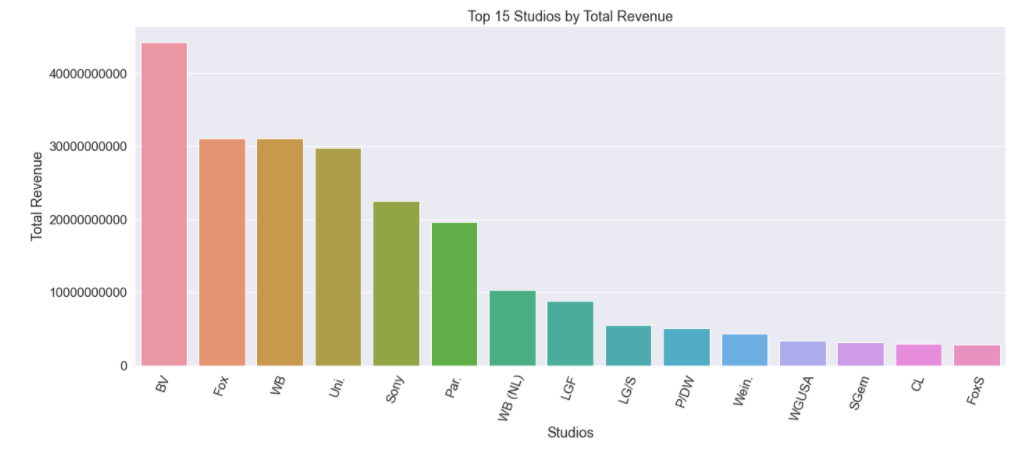 Top 15 Studios by Total Revenue
Total Revenue
40000000000
30000000000
20000000000
10000000000
0
BV
Fox
WB
Uni.
Sony
Par.
WB (NL)
LGF
LG/S
P/DW
Wein.
WGUSA
SGem
CL
FoxS
Studios